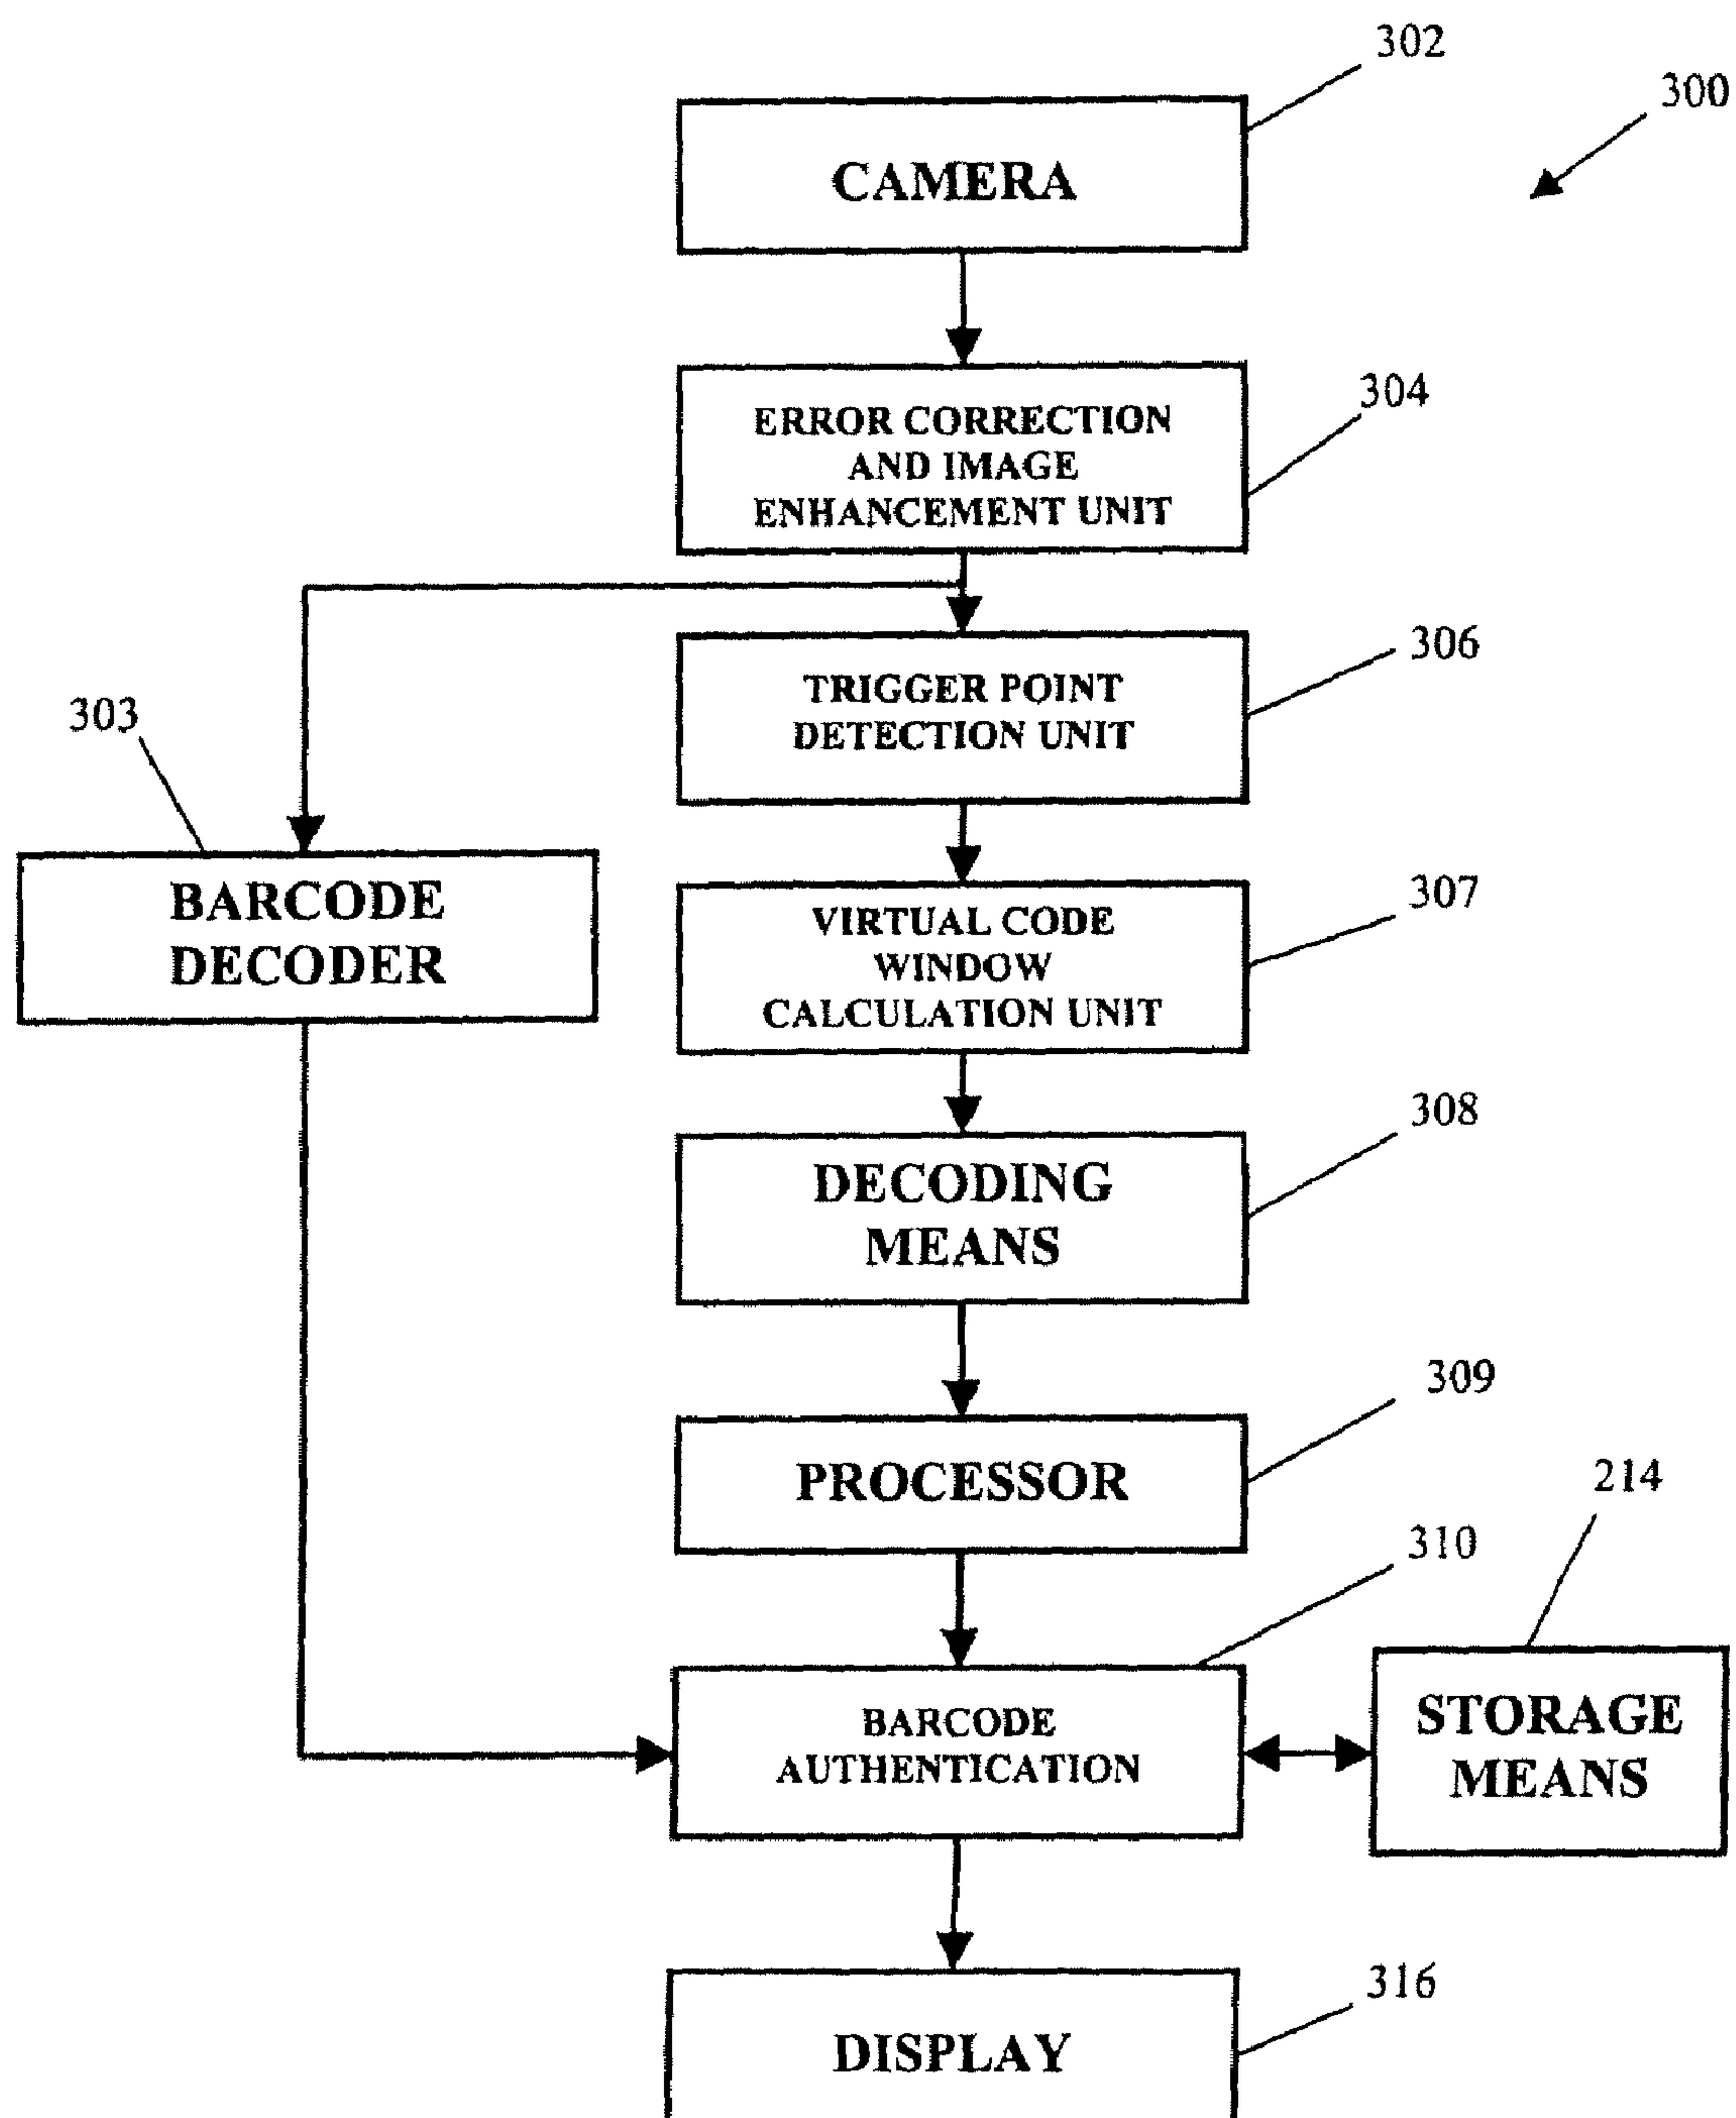 302
300
CAMERA
304
ERROR CORRECTION
AND IMAGE
ENHANCEMENT UNIT
306
TRIGGER POINT
DETECTION UNIT
303
BARCODE
DECODER
307
VIRTUAL CODE
WINDOW
CALCULATION UNIT
308
DECODING
MEANS
309
PROCESSOR
214
310
BARCODE
AUTHENTICATION
STORAGE
MEANS
316
DISPLAY